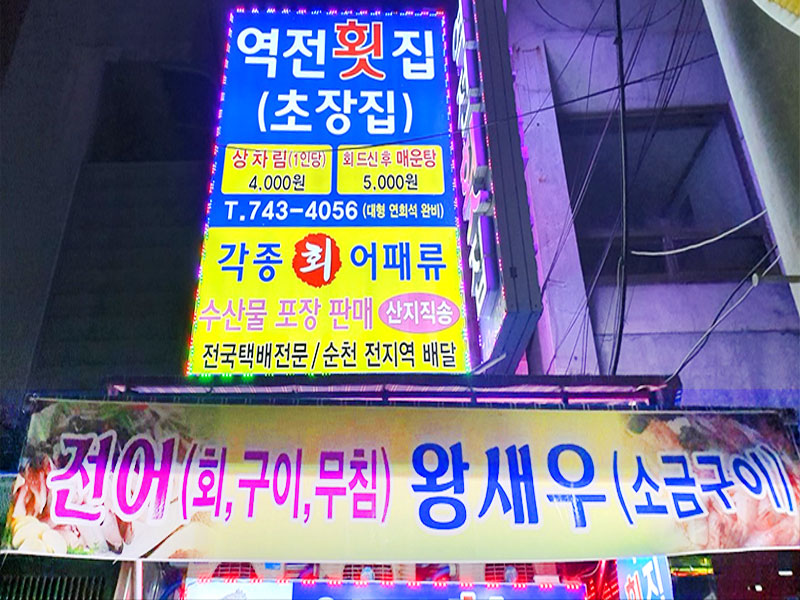 역전횟집
(초장집)
상차림(1인당)
4.000원
회 드신 후 매운탕
5.000원
T.743-4056 (대형 연회석 완비)
각종 회 어패류
수산물 포장 판매 산지직송
전국택배전문/순천 전지역 배달
전어(회,구이,무침) 왕새우(소금구이)
횟집